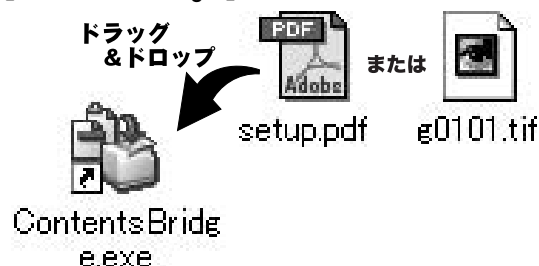 ドラッグ
&ドロップ
PDF
Adobe
または
setup.pdf
g0101.tif
ContentsBridg
e.exe